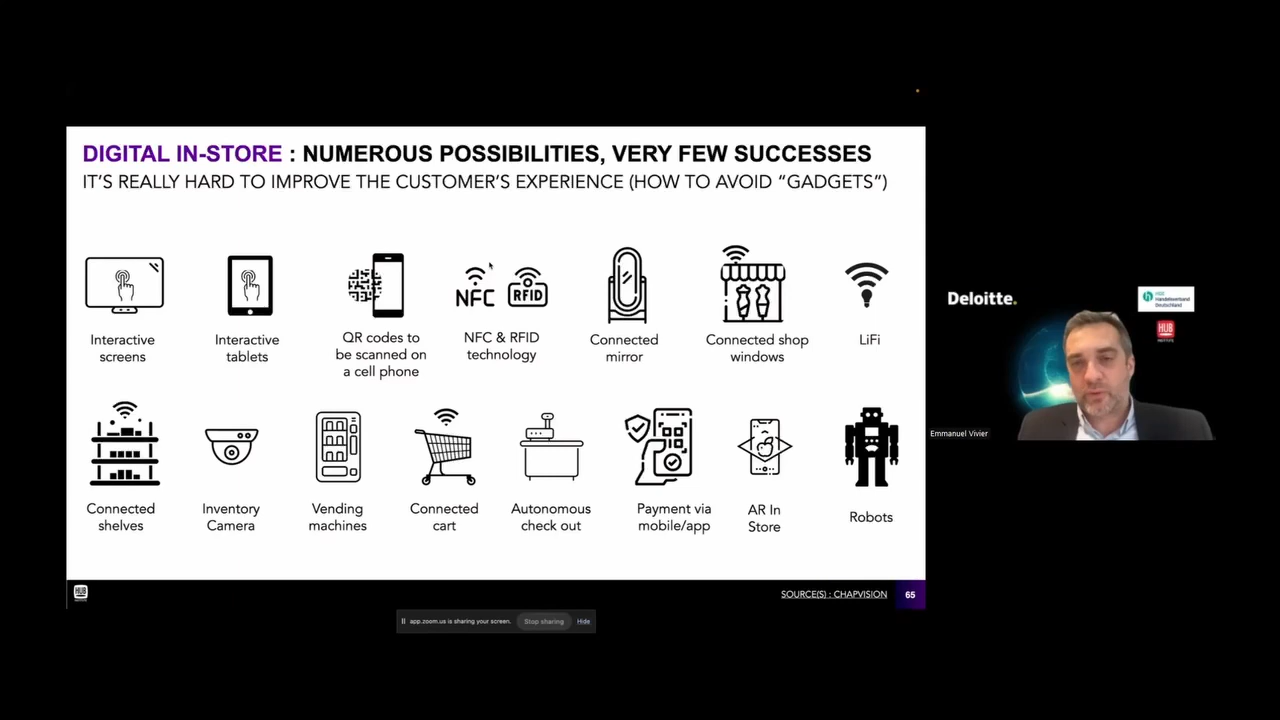 DIGITAL IN-STORE : NUMEROUS POSSIBILITIES, VERY FEW SUCCESSES
IT'S REALLY HARD TO IMPROVE THE CUSTOMER'S EXPERIENCE (HOW TO AVOID “GADGETS”)
NFC
RFID
Interactive
screens
Interactive
tablets
QR codes to
be scanned on
a cell phone
NFC & RFID
technology
Connected
mirror
Connected shop
windows
LiFi
Connected
shelves
Inventory
Camera
Vending
machines
Connected
cart
Autonomous
check out
Payment via
mobile/app
AR In
Store
Robots
HUB
SOURCE(S) : CHAPVISION
65
app.zoom.us is sharing your screen.
Stop sharing
Hide
Deloitte.
Handelsverband
Deutschland
HUB
INSTITUTE
Emmanuel Vivier